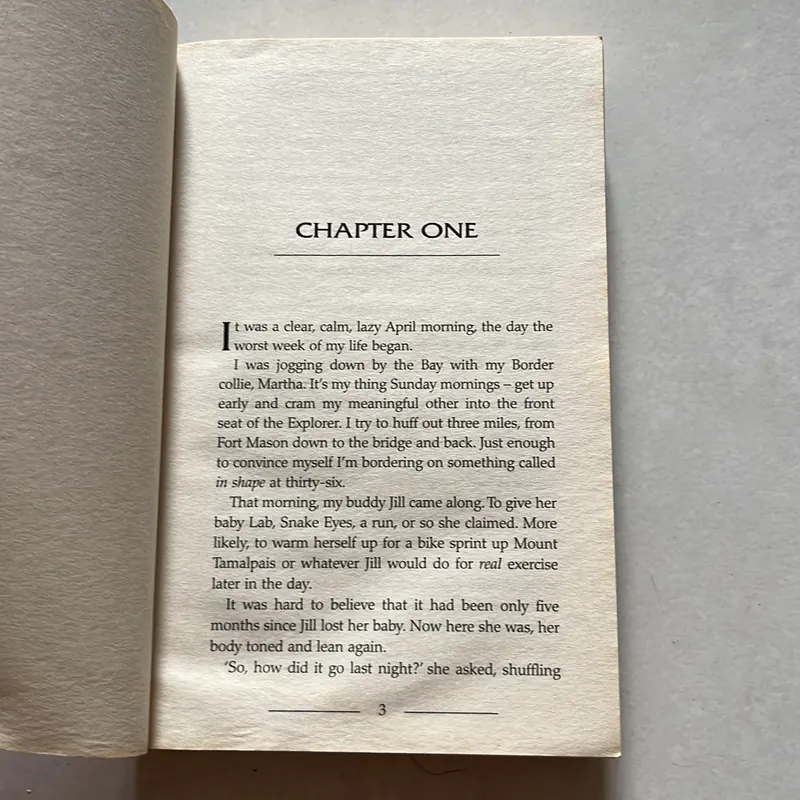 CHAPTER ONE
It was a clear, calm, lazy April morning, the day the
worst week of my life began.
I was jogging down by the Bay with my Border
collie, Martha. It's my thing Sunday mornings – get up
early and cram my meaningful other into the front
seat of the Explorer. I try to huff out three miles, from
Fort Mason down to the bridge and back. Just enough
to convince myself I'm bordering on something called
in shape at thirty-six.
That morning, my buddy Jill came along. To give her
baby Lab, Snake Eyes, a run, or so she claimed. More
likely, to warm herself up for a bike sprint up Mount
Tamalpais or whatever Jill would do for real exercise
later in the day.
It was hard to believe that it had been only five
months since Jill lost her baby. Now here she was, her
body toned and lean again.
'So, how did it go last night?' she asked, shuffling
3